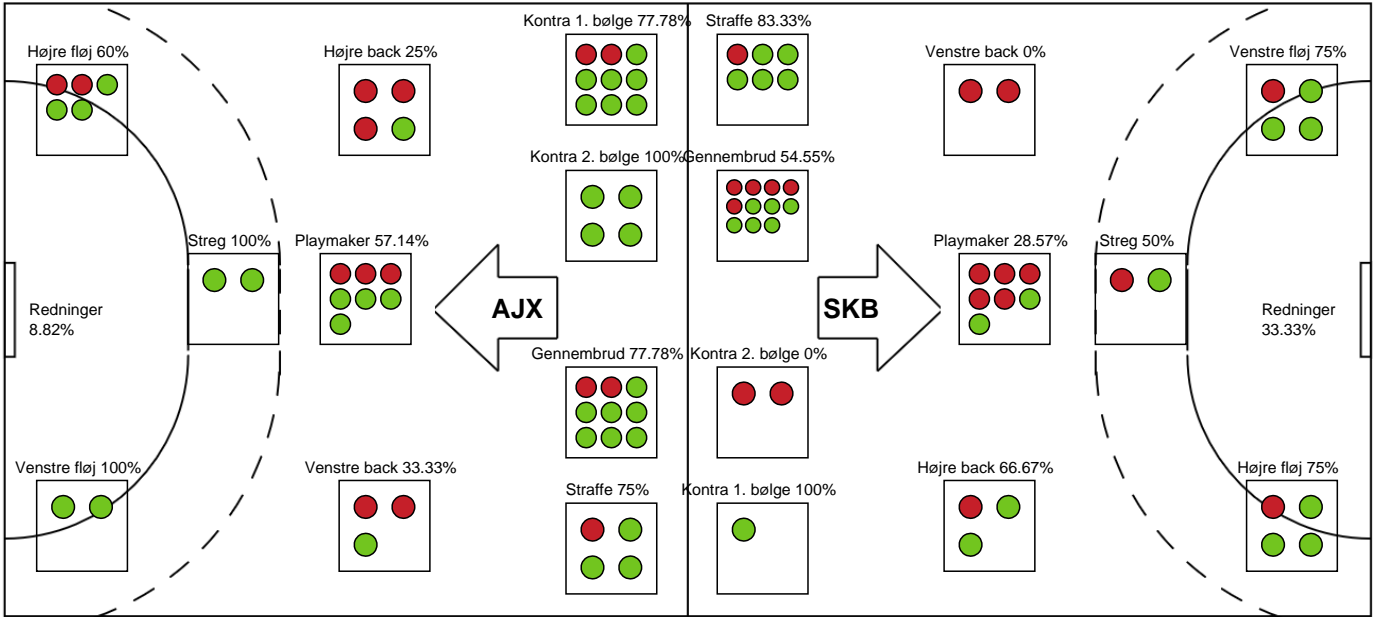 Kontra 1. bølge 77.78%
Straffe 83.33%
Højre fløj 60%
Højre back 25%
Venstre back 0%
Venstre fløj 75%
Kontra 2. bølge 100%
Gennembrud 54.55%
Streg 100%
Playmaker 57.14%
Playmaker 28.57%
Streg 50%
Redninger
8.82%
AJX
SKB
Redninger
33.33%
Gennembrud 77.78%
Kontra 2. bølge 0%
Venstre fløj 100%
Venstre back 33.33%
Højre back 66.67%
Højre fløj 75%
Straffe 75%
Kontra 1. bølge 100%